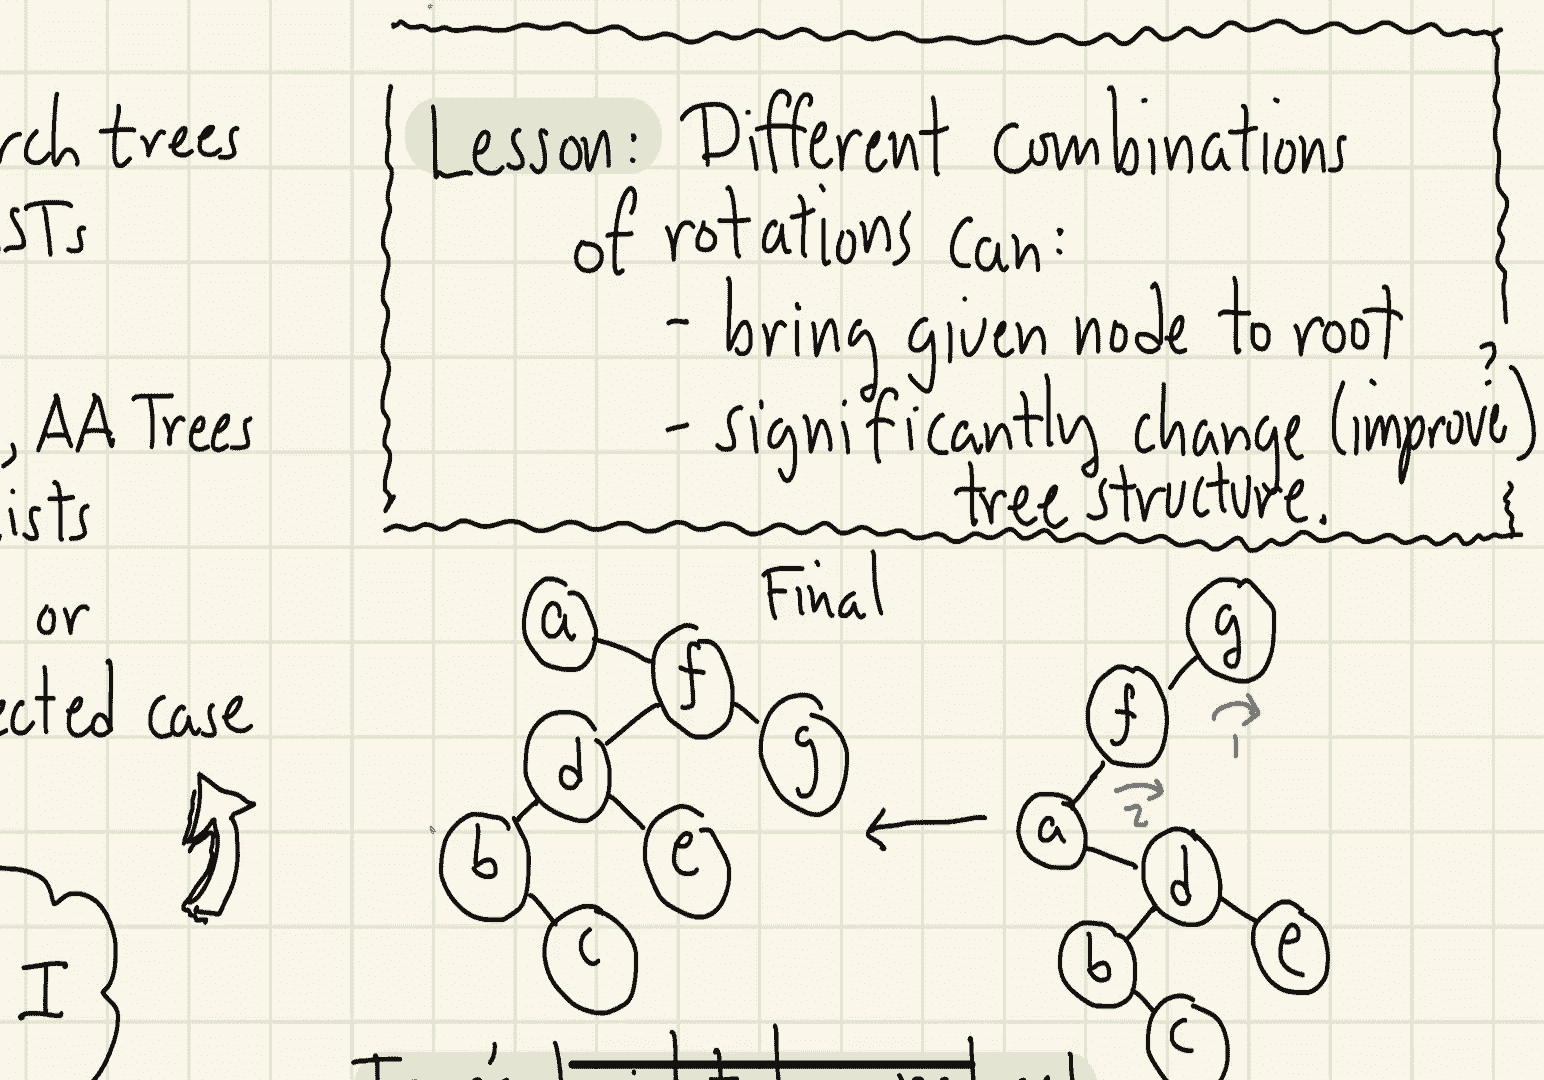 rch trees
STs
, AA Trees
ists
or
ected case
I
Lesson: Different combinations
of rotations can:
- bring given node to root
- significantly change (improve?)
tree structure.
Final
a
f
d
g
b
e
c
g
1
f
2
a
d
b
e
c